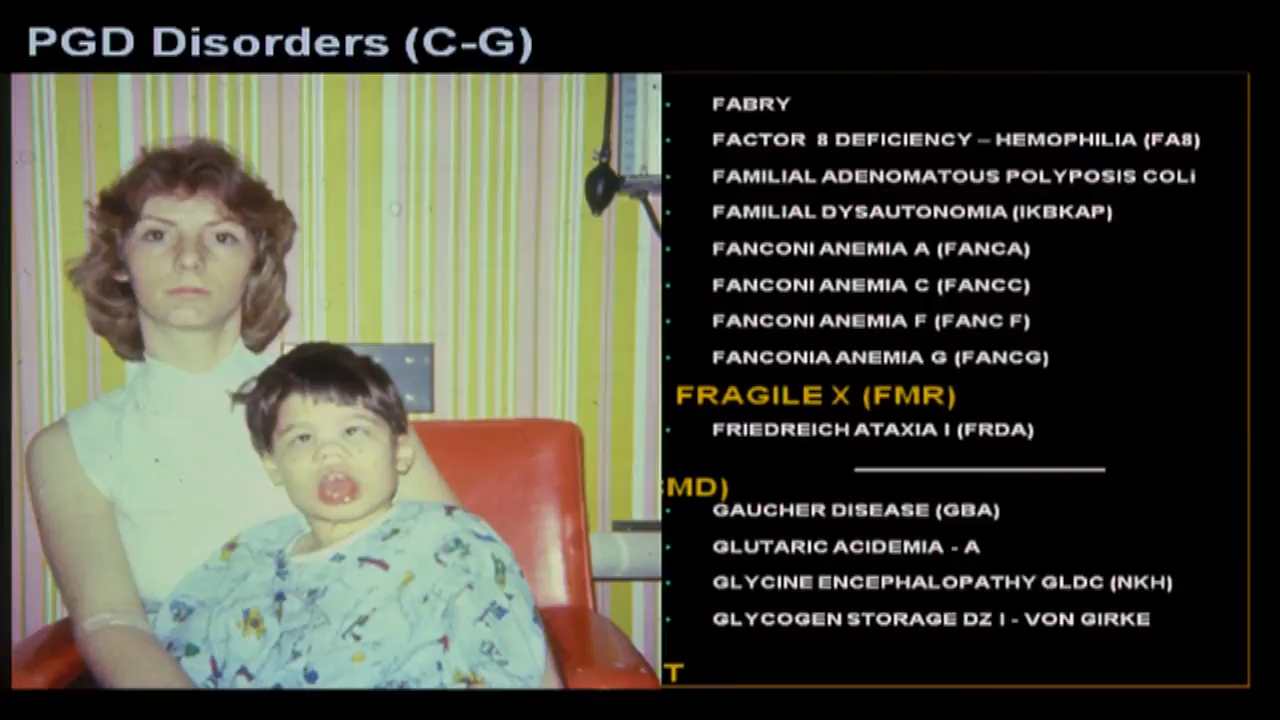 PGD Disorders (C-G)
FABRY
FACTOR 8 DEFICIENCY – HEMOPHILIA (FA8)
FAMILIAL ADENOMATOUS POLYPOSIS COLi
FAMILIAL DYSAUTONOMIA (IKBKAP)
FANCONI ANEMIA A (FANCA)
FANCONI ANEMIA C (FANCC)
FANCONI ANEMIA F (FANC F)
FANCONIA ANEMIA G (FANCG)
FRAGILE X (FMR)
FRIEDREICH ATAXIA I (FRDA)
MD)
GAUCHER DISEASE (GBA)
GLUTARIC ACIDEMIA - A
GLYCINE ENCEPHALOPATHY GLDC (NKH)
GLYCOGEN STORAGE DZ I - VON GIRKE
T